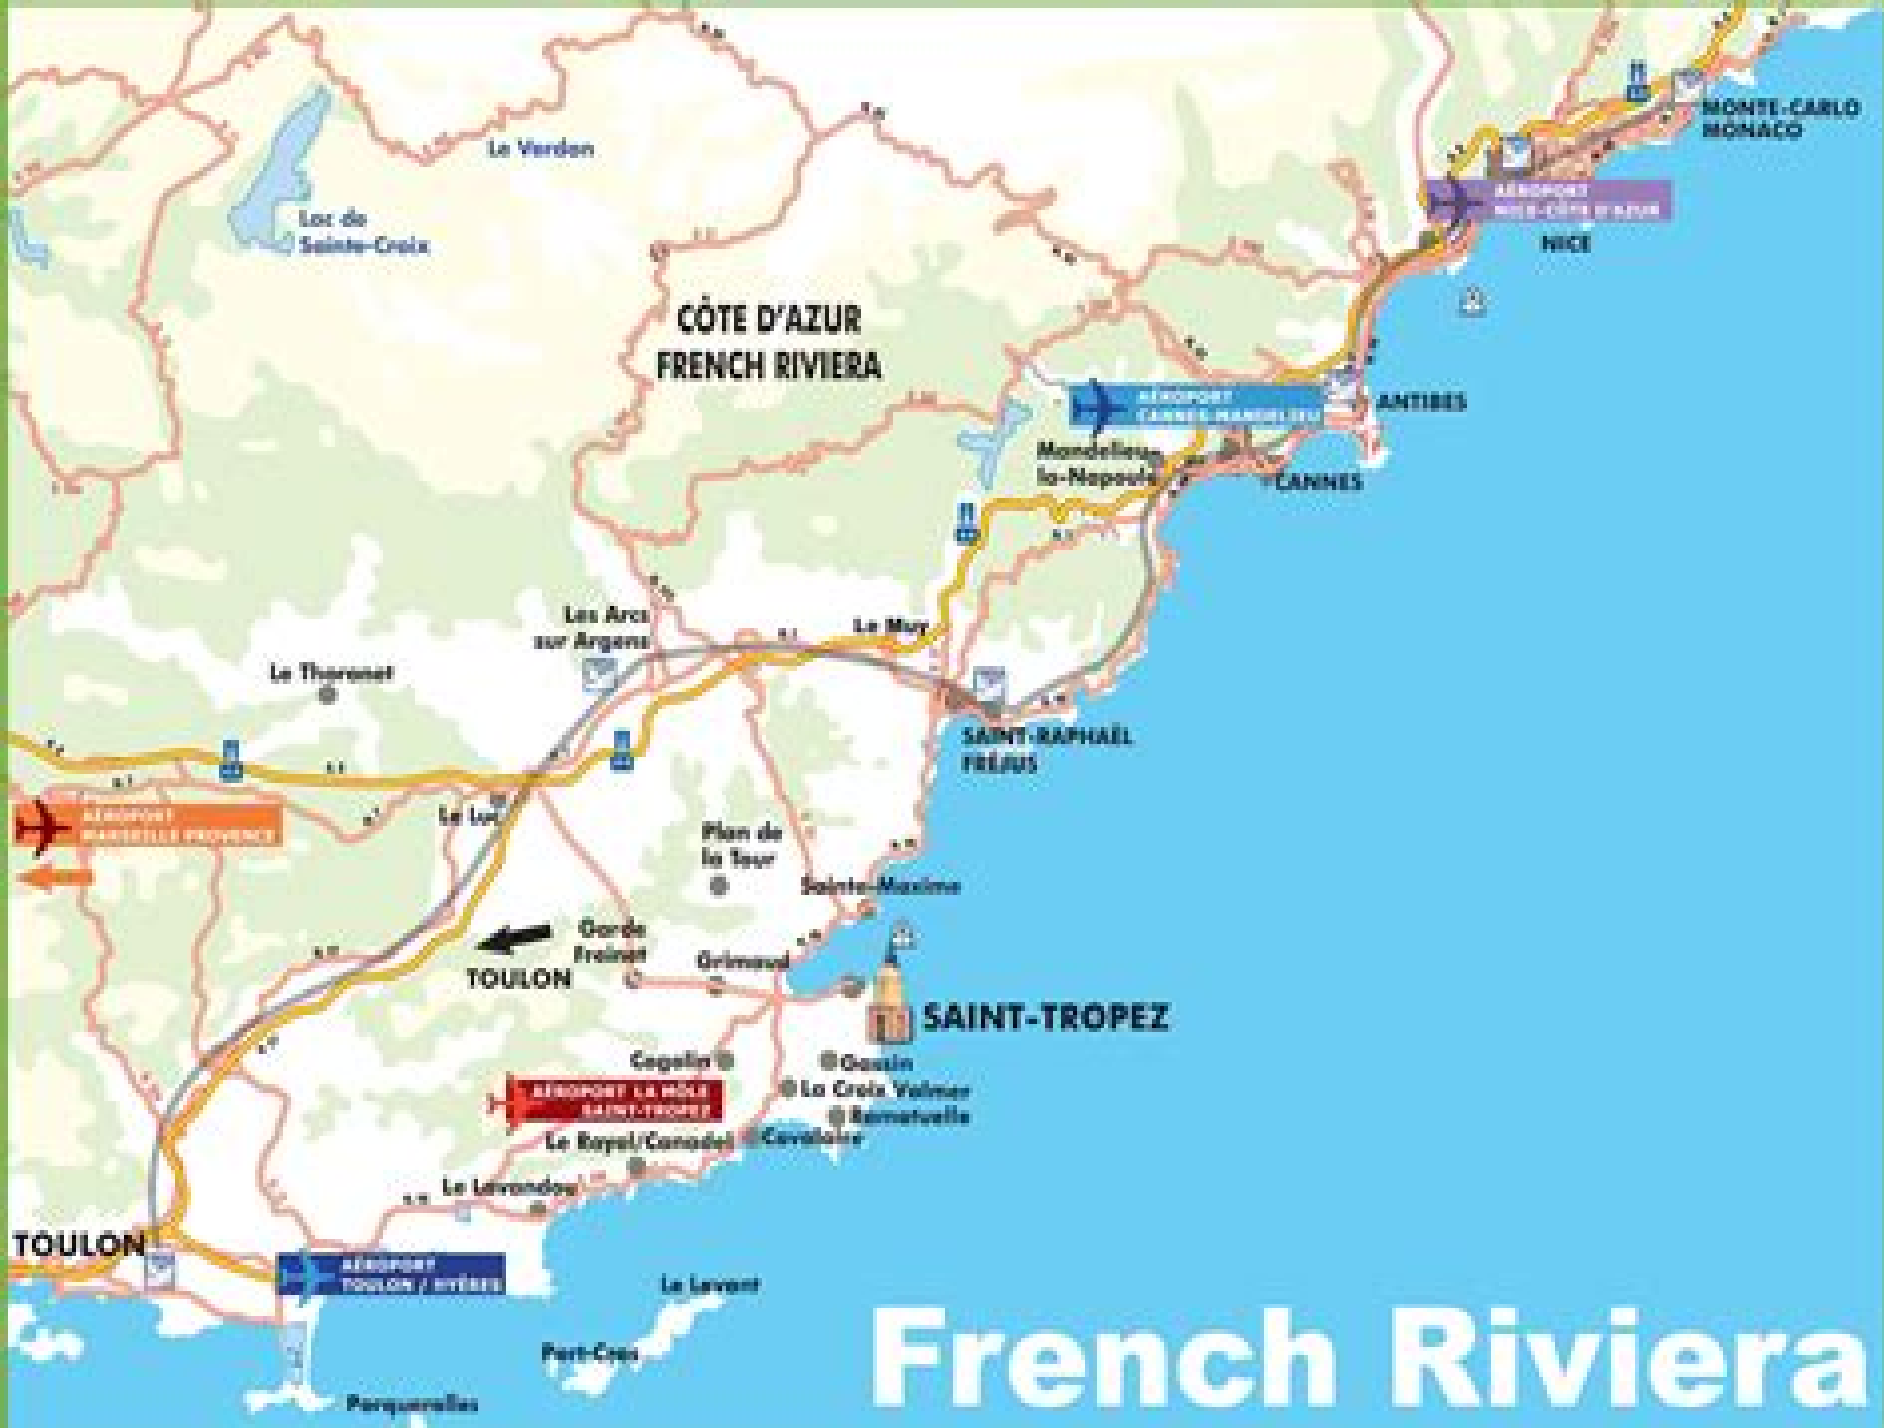 Le Verdon
Lac de
Sainte-Croix
MONTE-CARLO
MONACO
AÉROPORT
NICE-CÔTE D'AZUR
NICE
CÔTE D'AZUR
FRENCH RIVIERA
AÉROPORT
CANNES-MANDELIEU
ANTIBES
Mandelieu-
la-Napoule
CANNES
Les Arcs
sur Argens
Le Muy
Le Thoronet
SAINT-RAPHAËL
FRÉJUS
AÉROPORT
MARSEILLE PROVENCE
Le Luc
Plan de
la Tour
Sainte-Maxime
Garde
Freinet
TOULON
Grimaud
SAINT-TROPEZ
Cogolin
Gassin
AÉROPORT LA MÔLE
SAINT-TROPEZ
La Croix Valmer
Ramatuelle
Le Rayol/Canadel
Cavalaire
Le Lavandou
TOULON
AÉROPORT
TOULON / HYÈRES
Le Levant
Port-Cros
Porquerolles
French Riviera